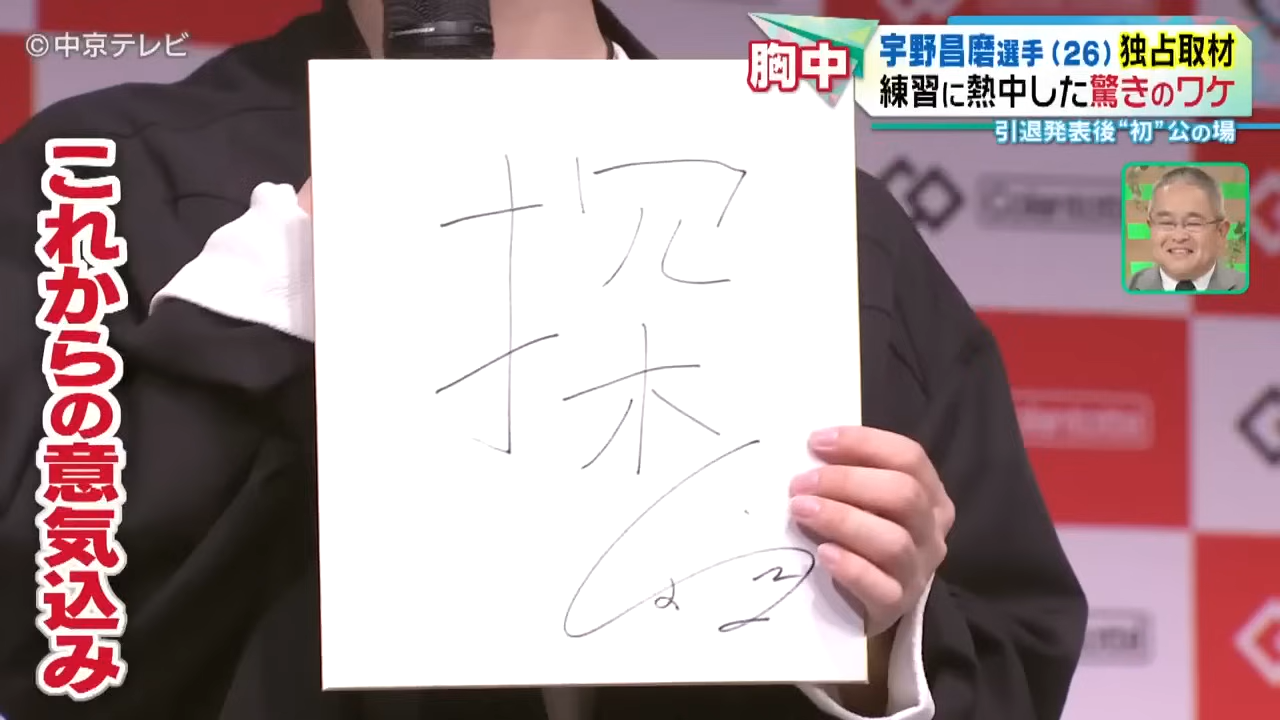 ©中京テレビ
胸中
宇野昌磨選手(26)独占取材
練習に熱中した驚きのワケ
引退発表後“初”公の場
これからの意気込み
探